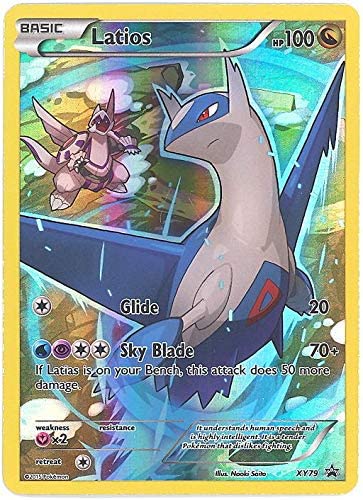 BASIC Latios HP100
Glide 20
Sky Blade 70+
If Latias is on your Bench, this attack does 50 more
damage.
weakness resistance
×2
retreat
It understands human speech and
is highly intelligent. It is a tender
Pokémon that dislikes fighting.
©2015 Pokémon Illus. Naoki Saito XY79
PROMO